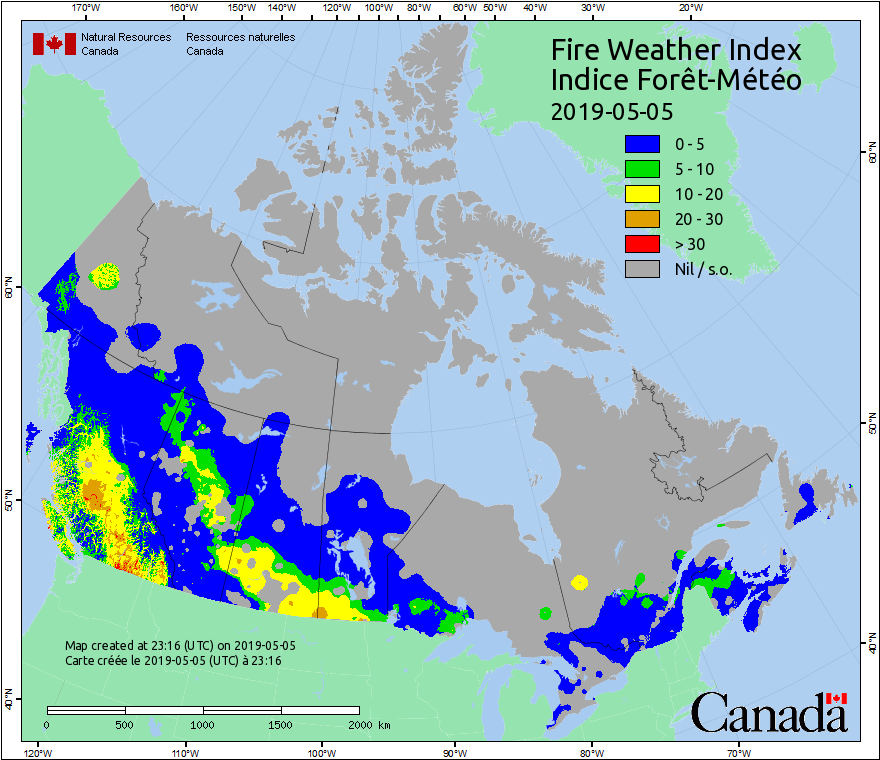 170°W 160°W 150°W 140°W 120°W 100°W 80°W 60°W 50°W 40°W 30°W 20°W
Natural Resources Ressources naturelles
Canada Canada
Fire Weather Index
Indice Forêt-Météo
2019-05-05
0 - 5
5 - 10
10 - 20
20 - 30
> 30
Nil / s.o.
60°N
60°N
50°N
50°N
40°N
40°N
Map created at 23:16 (UTC) on 2019-05-05
Carte créée le 2019-05-05 (UTC) à 23:16
0 500 1000 1500 2000 km
Canada
120°W 110°W 100°W 90°W 80°W 70°W